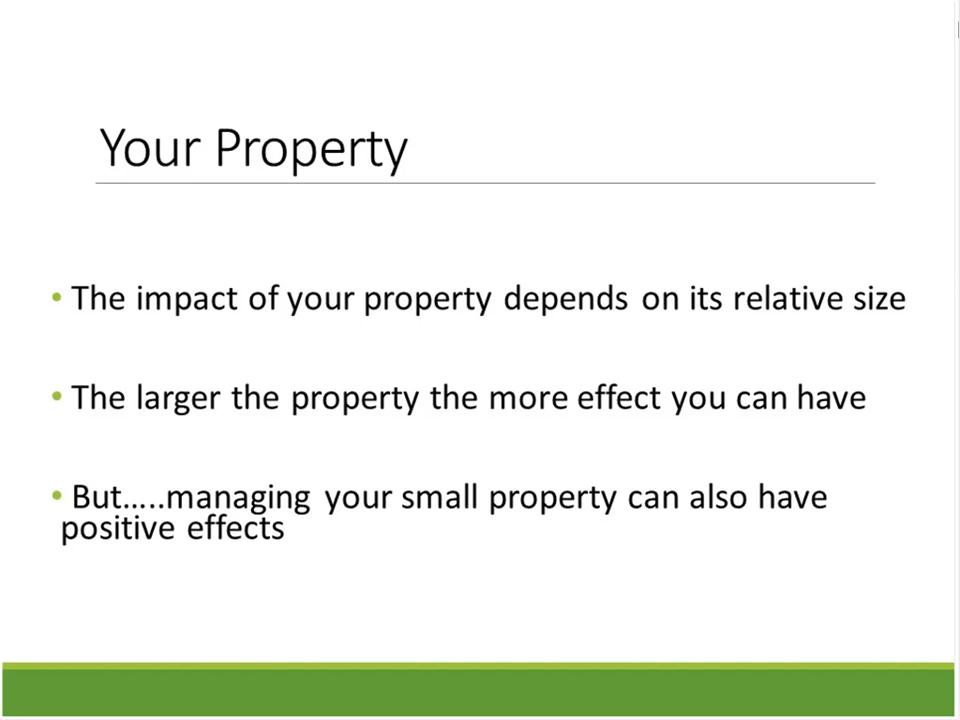 Your Property
• The impact of your property depends on its relative size
• The larger the property the more effect you can have
• But…..managing your small property can also have
positive effects